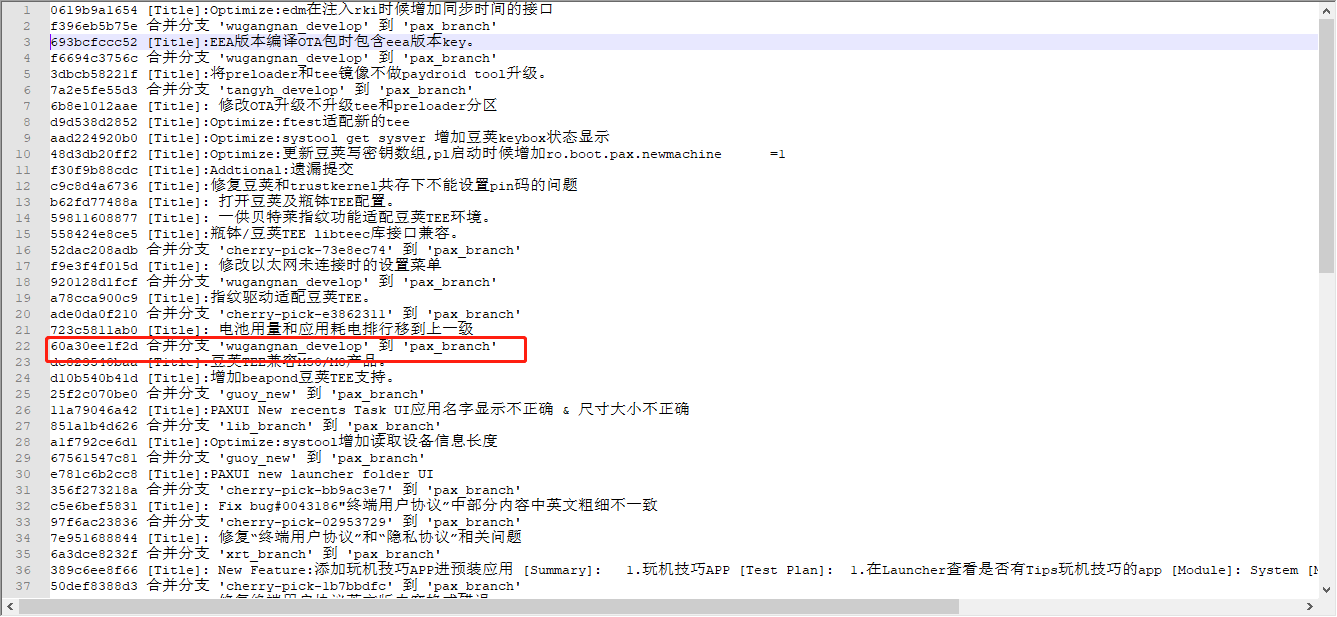 1 0619b9a1654 [Title]:Optimize:edm在注入rki时候增加同步时间的接口
2 f396eb5b75e 合并分支 'wugangnan_develop' 到 'pax_branch'
3 693bcfccc52 [Title]:EEA版本编译OTA包时包含eea版本key。
4 f6694c3756c 合并分支 'wugangnan_develop' 到 'pax_branch'
5 3dbcb58221f [Title]:将preloader和tee镜像不做paydroid tool升级。
6 7a2e5fe55d3 合并分支 'tangyh_develop' 到 'pax_branch'
7 6b8e1012aae [Title]: 修改OTA升级不升级tee和preloader分区
8 d9d538d2852 [Title]:Optimize:ftest适配新的tee
9 aad224920b0 [Title]:Optimize:systool get sysver 增加豆荚keybox状态显示
10 48d3db20ff2 [Title]:Optimize:更新豆荚写密钥数组,pl启动时候增加ro.boot.pax.newmachine =1
11 f30f9b88cdc [Title]:Addtional:遗漏提交
12 c9c8d4a6736 [Title]:修复豆荚和trustkernel共存下不能设置pin码的问题
13 b62fd77488a [Title]: 打开豆荚及瓶钵TEE配置。
14 59811608877 [Title]: 一供贝特莱指纹功能适配豆荚TEE环境。
15 558424e8ce5 [Title]:瓶钵/豆荚TEE libteec库接口兼容。
16 52dac208adb 合并分支 'cherry-pick-73e8ec74' 到 'pax_branch'
17 f9e3f4f015d [Title]: 修改以太网未连接时的设置菜单
18 920128d1fcf 合并分支 'wugangnan_develop' 到 'pax_branch'
19 a78cca900c9 [Title]:指纹驱动适配豆荚TEE。
20 ade0da0f210 合并分支 'cherry-pick-e3862311' 到 'pax_branch'
21 723c5811ab0 [Title]: 电池用量和应用耗电排行移到上一级
22 60a30ee1f2d 合并分支 'wugangnan_develop' 到 'pax_branch'
23 [Title]:豆荚TEE兼容M50/M8产品。
24 d10b540b41d [Title]:增加beapond豆荚TEE支持。
25 25f2c070be0 合并分支 'guoy_new' 到 'pax_branch'
26 11a79046a42 [Title]:PAXUI New recents Task UI应用名字显示不正确 & 尺寸大小不正确
27 851a1b4d626 合并分支 'lib_branch' 到 'pax_branch'
28 a1f792ce6d1 [Title]:Optimize:systool增加读取设备信息长度
29 67561547c81 合并分支 'guoy_new' 到 'pax_branch'
30 e781c6b2cc8 [Title]:PAXUI new launcher folder UI
31 356f273218a 合并分支 'cherry-pick-bb9ac3e7' 到 'pax_branch'
32 c5e6bef5831 [Title]: Fix bug#0043186"终端用户协议”中部分内容中英文粗细不一致
33 97f6ac23836 合并分支 'cherry-pick-02953729' 到 'pax_branch'
34 7e951688844 [Title]: 修复“终端用户协议”和“隐私协议”相关问题
35 6a3dce8232f 合并分支 'xrt_branch' 到 'pax_branch'
36 389c6ee8f66 [Title]: New Feature:添加玩机技巧APP进预装应用 [Summary]: 1.玩机技巧APP [Test Plan]: 1.在Launcher查看是否有Tips玩机技巧的app [Module]: System [M
37 50def8388d3 合并分支 'cherry-pick-1b7bbdfc' 到 'pax_branch'